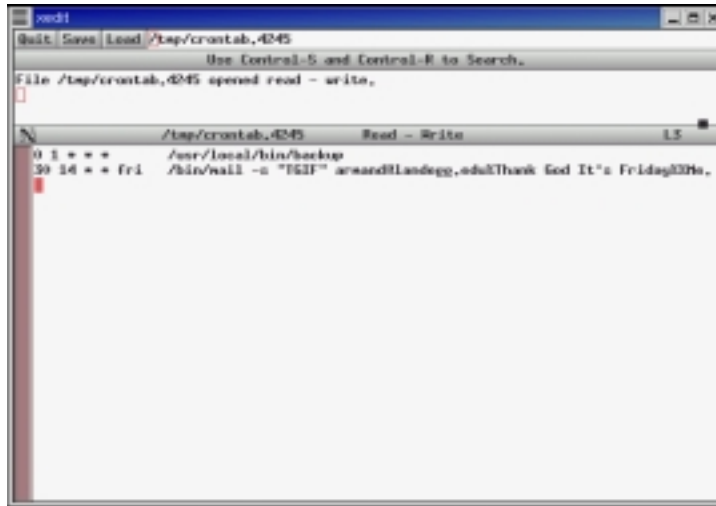 xedit
Quit Save Load /tmp/crontab.4245
Use Control-S and Control-R to Search.
File /tmp/crontab.4245 opened read - write.
/tmp/crontab.4245 Read - Write L3
0 1 * * * /usr/local/bin/backup
30 14 * * fri /bin/mail -s "TGIF" armand@landegg.edu%Thank God It's Friday%%Me.